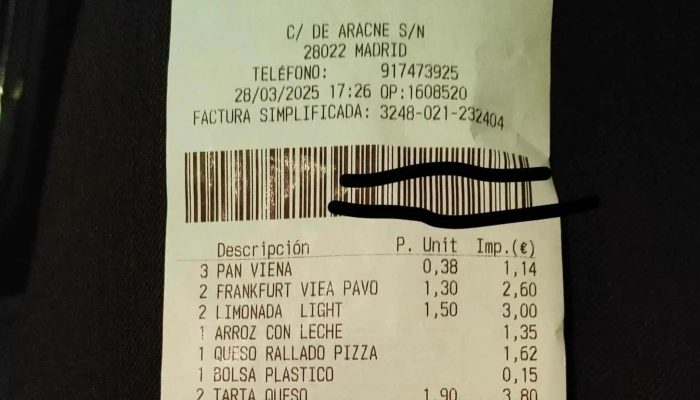 C/ DE ARACNE S/N
28022 MADRID
TELÉFONO: 917473925
28/03/2025 17:26 OP:1608520
FACTURA SIMPLIFICADA: 3248-021-232404
Descripción P. Unit Imp.(€)
3 PAN VIENA 0,38 1,14
2 FRANKFURT VIEA PAVO 1,30 2,60
2 LIMONADA LIGHT 1,50 3,00
1 ARROZ CON LECHE 1,35
1 QUESO RALLADO PIZZA 1,62
1 BOLSA PLASTICO 0,15
2 TARTA QUESO 1,90 3,80